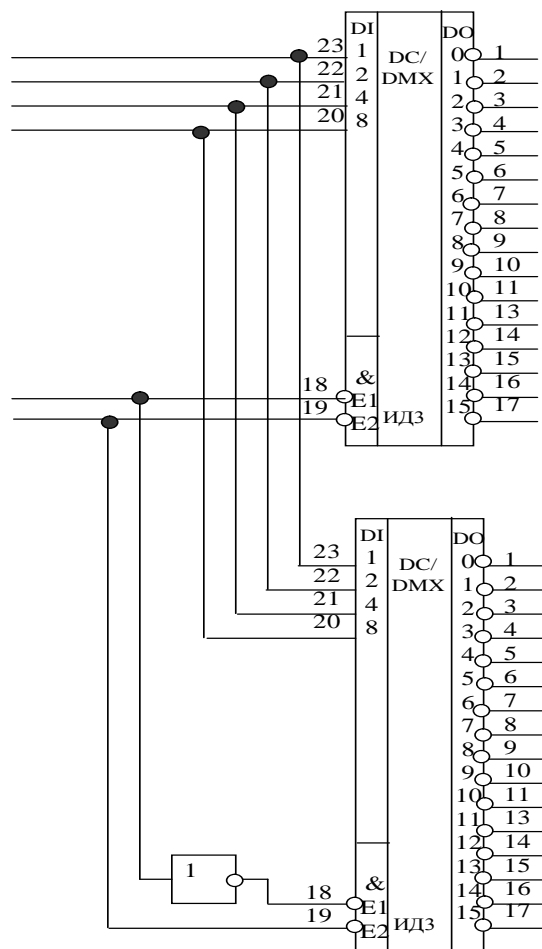 DI DO
23 1 DC/ 0 1
22 2 DMX 1 2
21 4 2 3
20 8 3 4
4 5
5 6
6 7
7 8
8 9
9 10
10 11
11 13
12 14
13 15
18 & 14 16
19 E1 15 17
E2 ИД3
DI DO
23 1 DC/ 0 1
22 2 DMX 1 2
21 4 2 3
20 8 3 4
4 5
5 6
6 7
7 8
8 9
9 10
10 11
11 13
12 14
1 13 15
18 & 14 16
19 E1 15 17
E2 ИД3